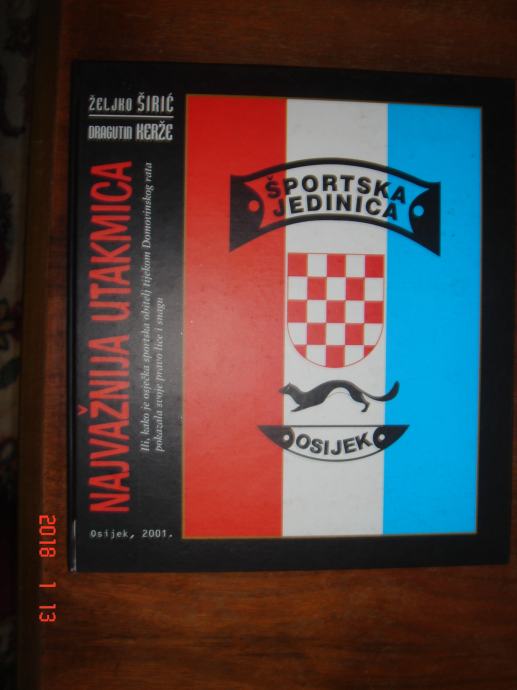 ŽELJKO ŠIRIĆ
DRAGUTIN KERŽE
NAJVAŽNIJA UTAKMICA
Ili, kako je osječka sportska obitelj tijekom Domovinskog rata
pokazala svoje pravo lice i snagu
ŠPORTSKA
JEDINICA
OSIJEK
Osijek, 2001.
2018 1 13